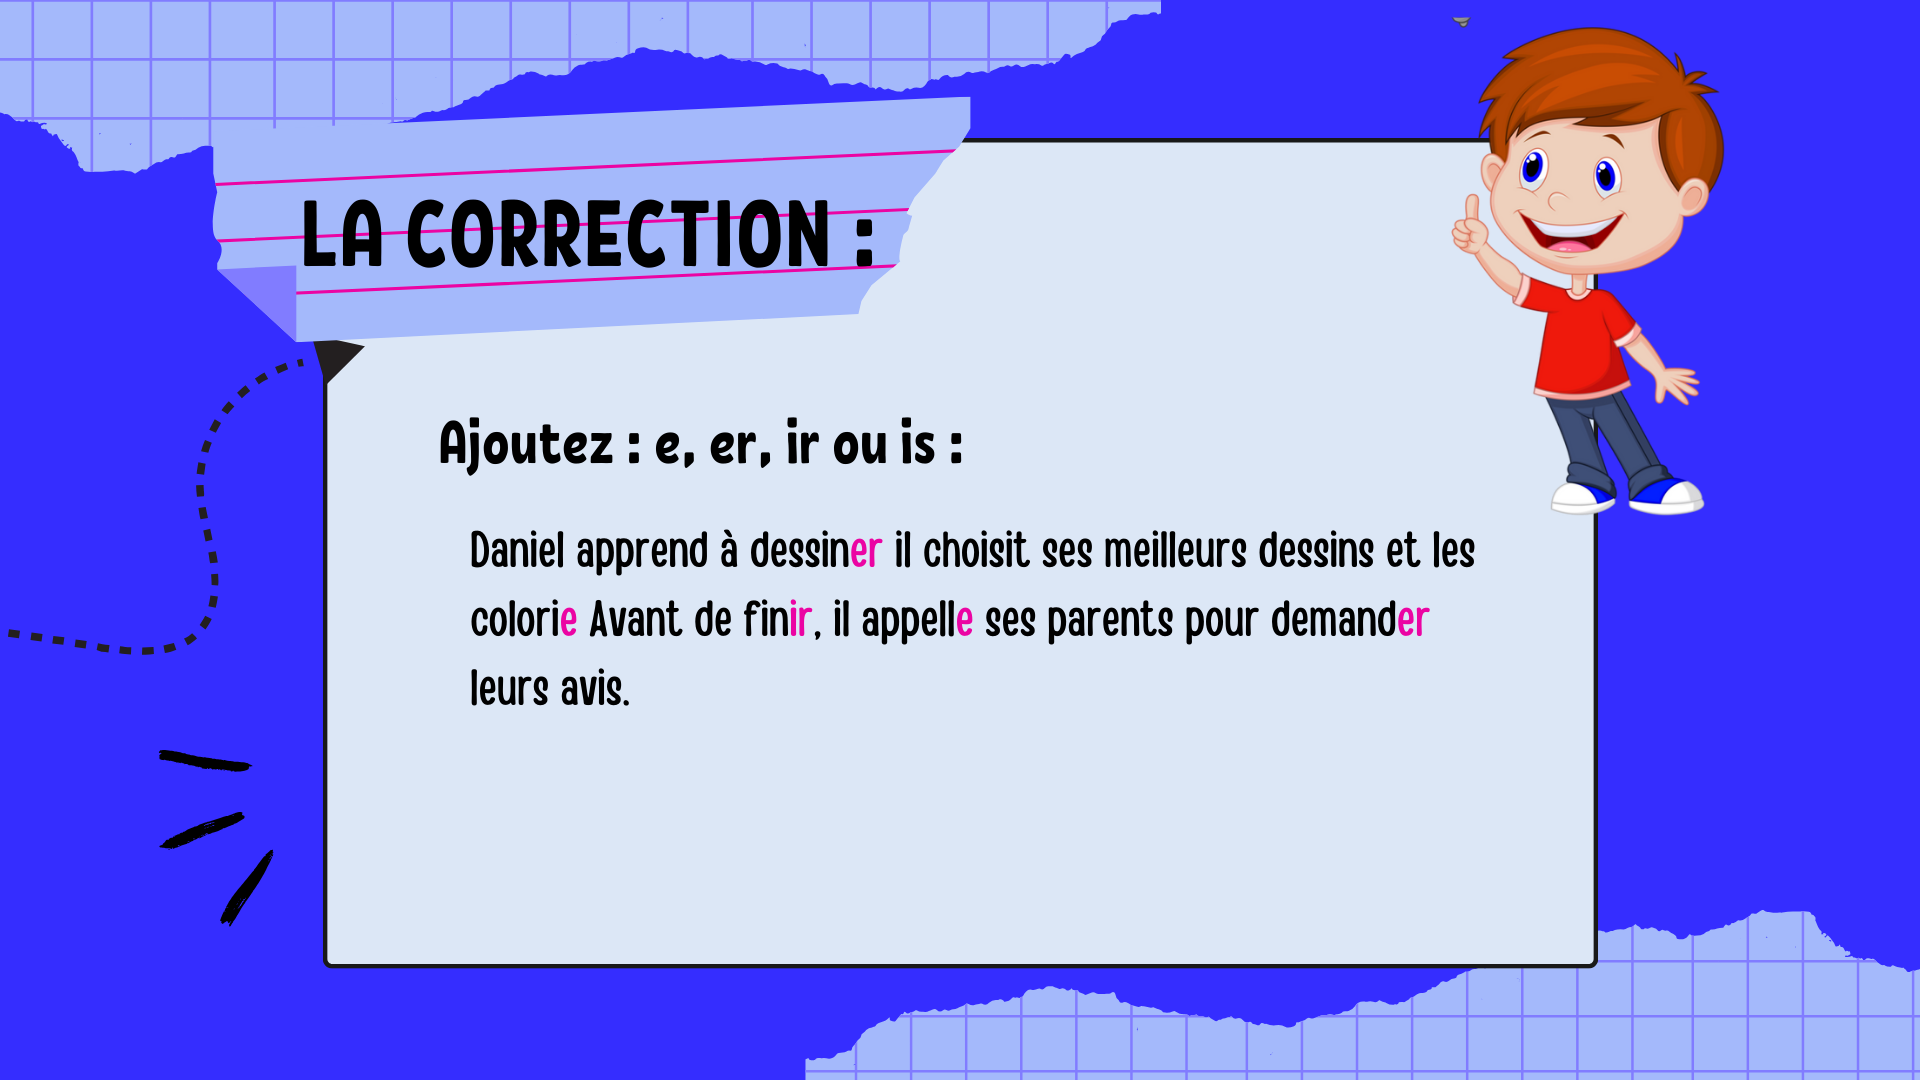 LA CORRECTION :
Ajoutez : e, er, ir ou is :
Daniel apprend à dessiner il choisit ses meilleurs dessins et les
colorie Avant de finir, il appelle ses parents pour demander
leurs avis.